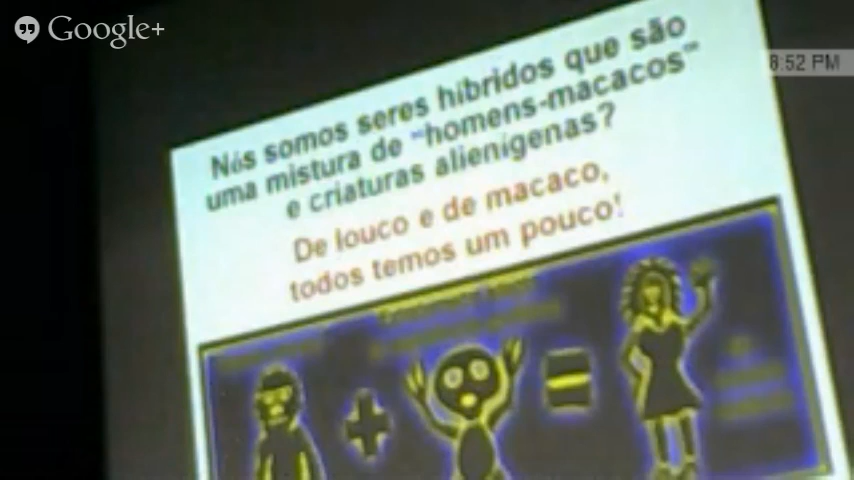 Google+
8:52 PM
Nós somos seres híbridos que são
uma mistura de "homens-macacos"
e criaturas alienígenas?
De louco e de macaco,
todos temos um pouco!
+
=